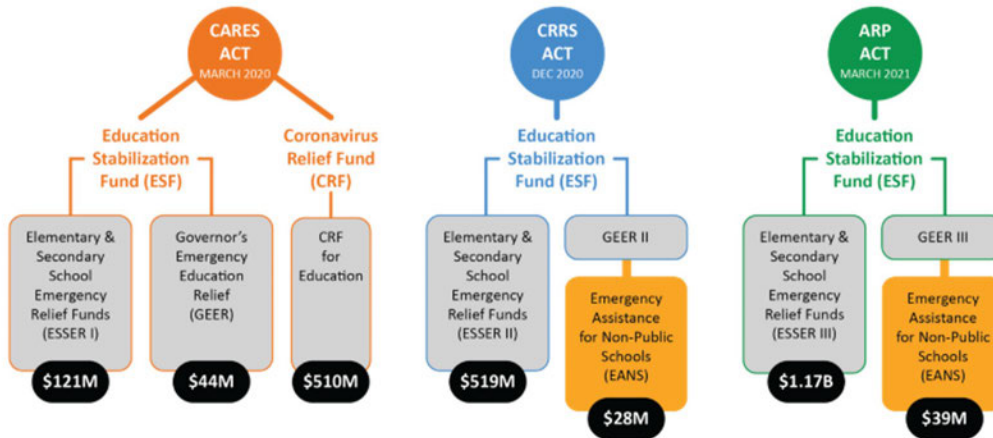 CARES
ACT
MARCH 2020
Education
Stabilization
Fund (ESF)
Coronavirus
Relief Fund
(CRF)
Elementary &
Secondary
School
Emergency
Relief Funds
(ESSER I)
$121M
Governor's
Emergency
Education
Relief
(GEER)
$44M
CRF
for
Education
$510M
CRRS
ACT
DEC 2020
Education
Stabilization
Fund (ESF)
Elementary &
Secondary
School
Emergency
Relief Funds
(ESSER II)
$519M
GEER II
Emergency
Assistance
for Non-Public
Schools
(EANS)
$28M
ARP
ACT
MARCH 2021
Education
Stabilization
Fund (ESF)
Elementary &
Secondary
School
Emergency
Relief Funds
(ESSER III)
$1.17B
GEER III
Emergency
Assistance
for Non-Public
Schools
(EANS)
$39M